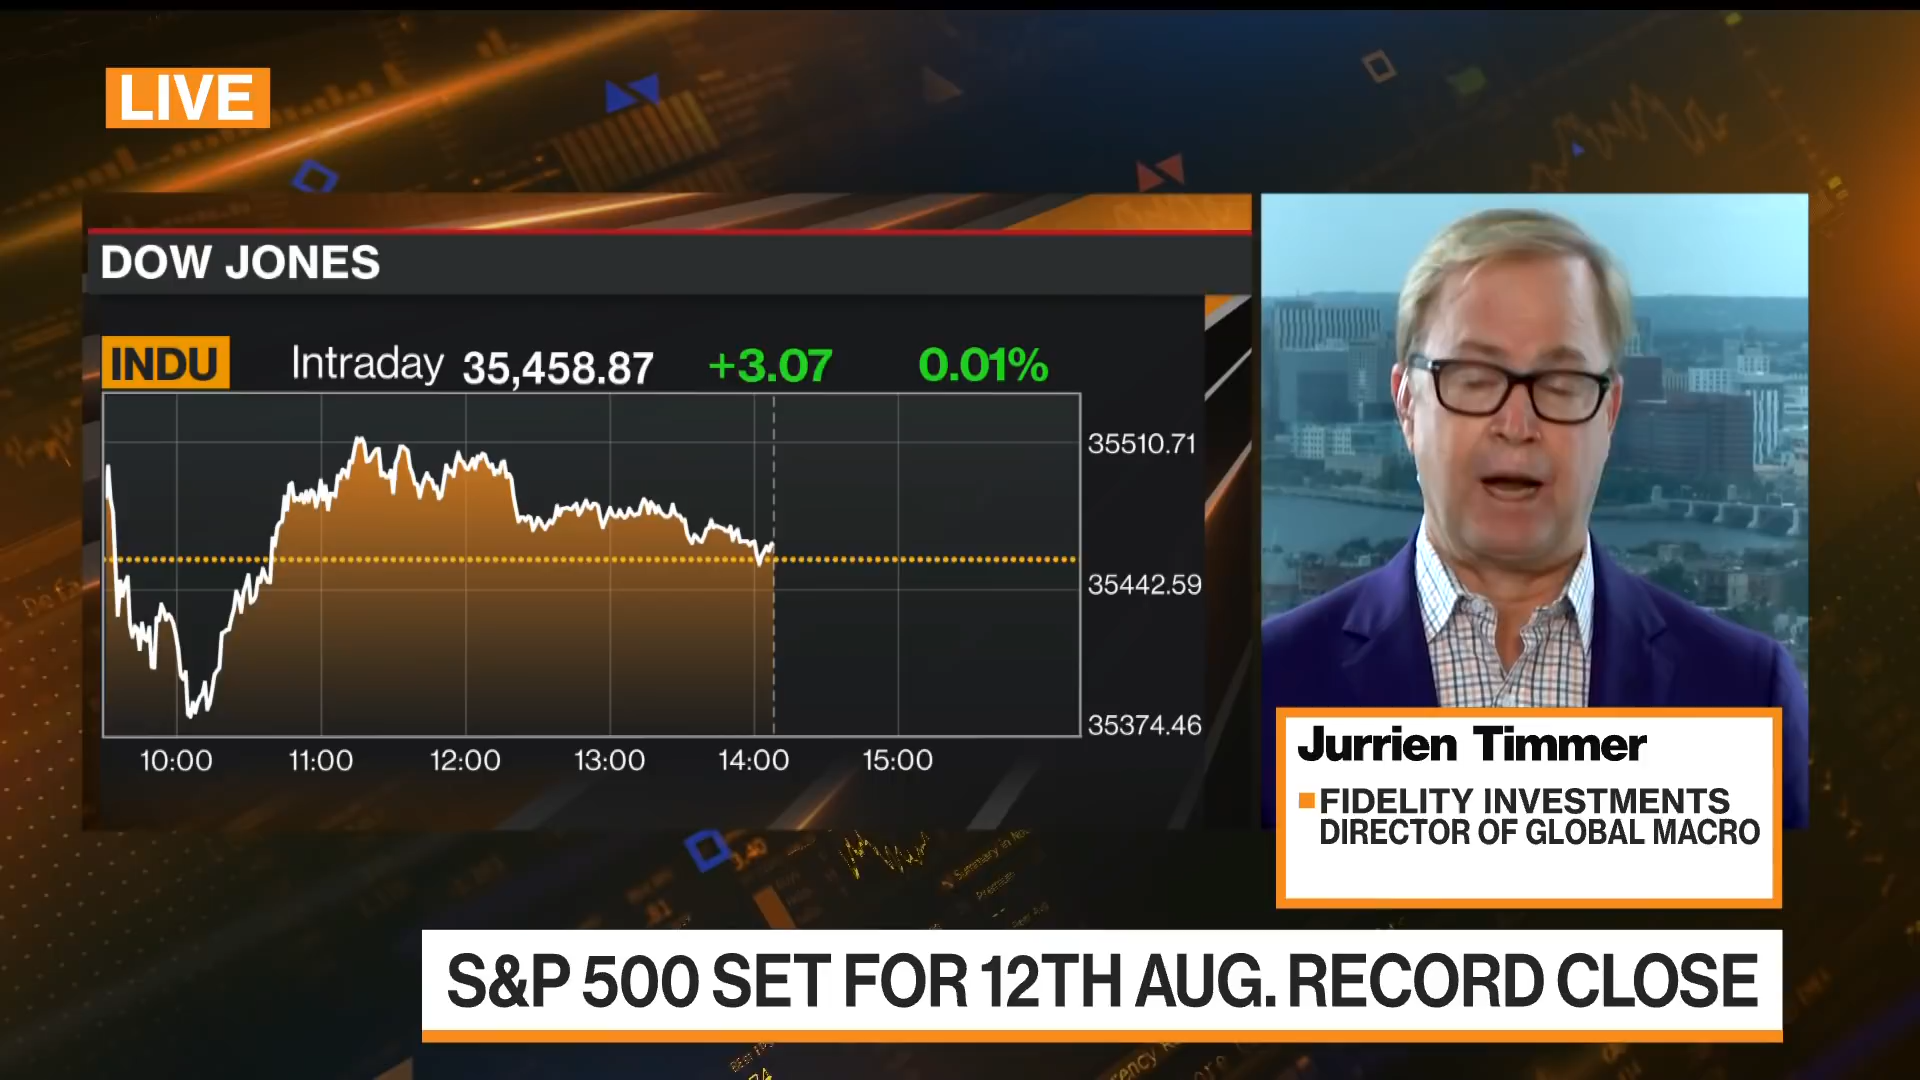 LIVE
DOW JONES
INDU Intraday 35,458.87 +3.07 0.01%
35510.71
35442.59
35374.46
10:00 11:00 12:00 13:00 14:00 15:00
Jurrien Timmer
FIDELITY INVESTMENTS
DIRECTOR OF GLOBAL MACRO
3.40
S&P 500 SET FOR 12TH AUG. RECORD CLOSE